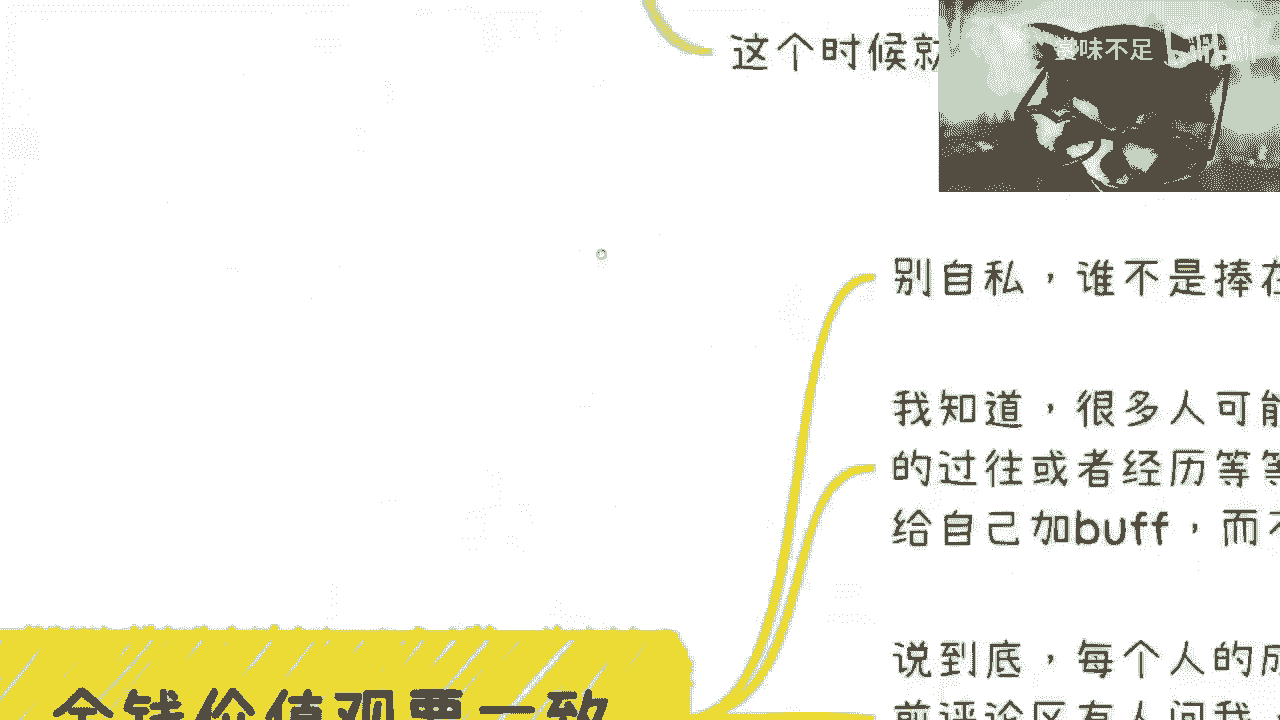 这个时候就
赏味不足
别自私，谁不是捧在
我知道，很多人可能
的过往或者经历等等
给自己加buff，而不
说到底，每个人的成
前评论区有人问我
金钱价值观要一致